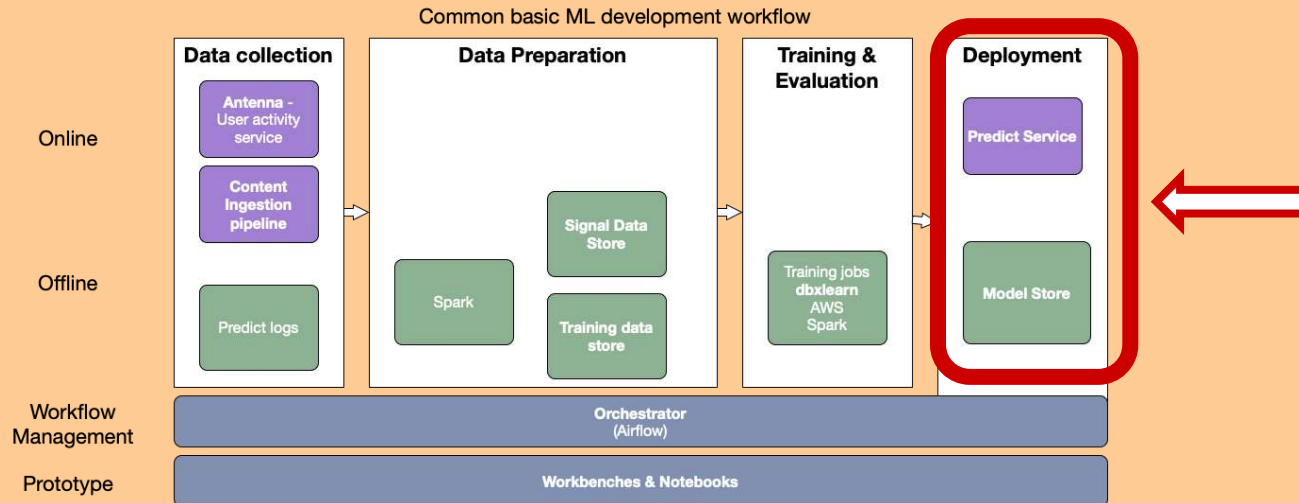 Common basic ML development workflow
Data collection
Data Preparation
Training &
Evaluation
Deployment
Online
Antenna -
User activity
service
Content
Ingestion
pipeline
Predict Service
Offline
Predict logs
Spark
Signal Data
Store
Training data
store
Training jobs
dbxlearn
AWS
Spark
Model Store
Workflow
Management
Orchestrator
(Airflow)
Prototype
Workbenches & Notebooks